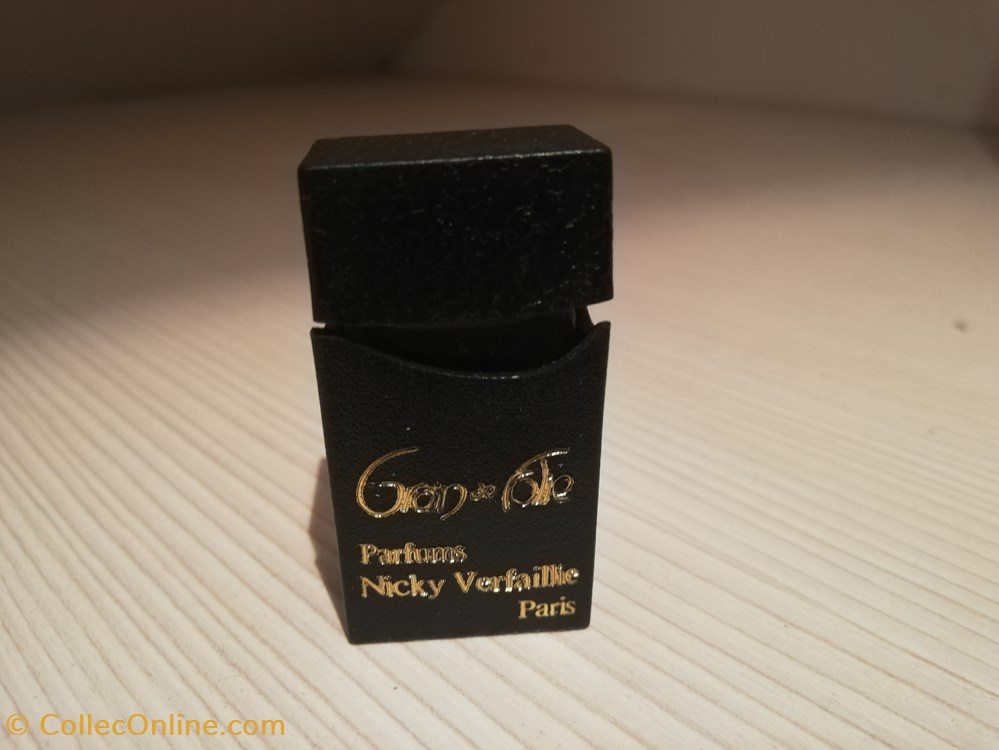 Grain de Folie
Parfums
Nicky Verfaillie
Paris
© CollecOnline.com